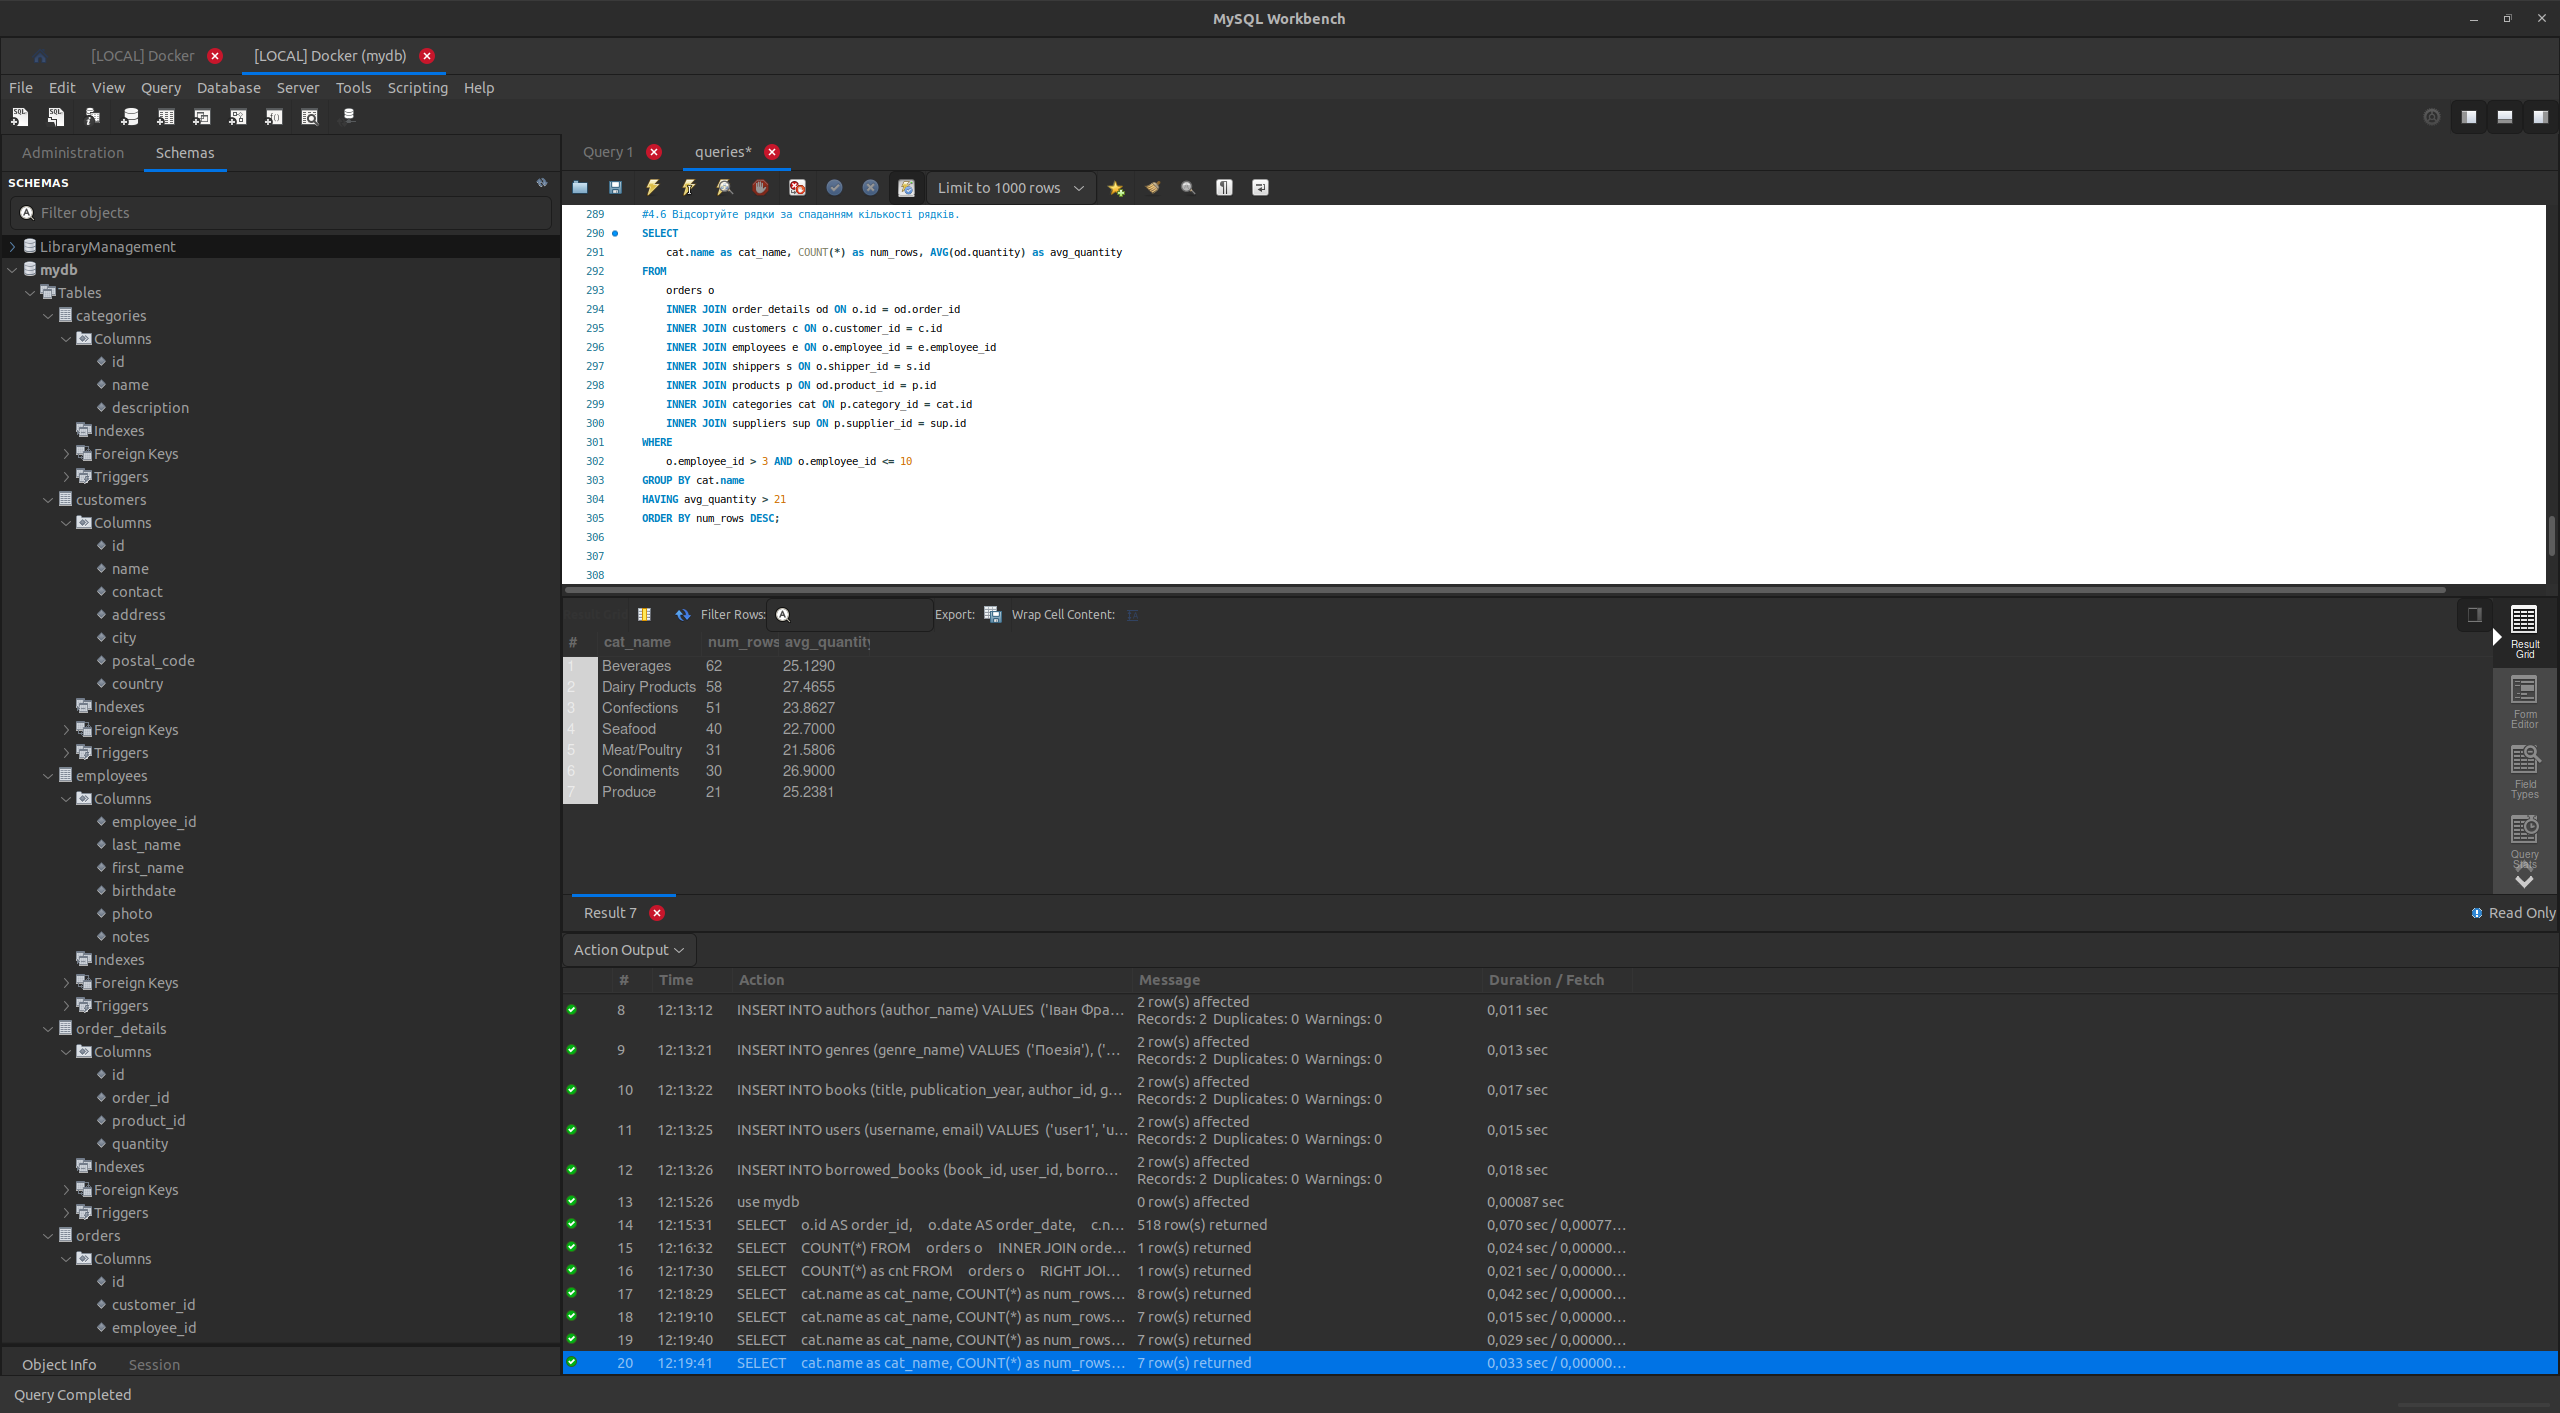 MySQL Workbench
[LOCAL] Docker
[LOCAL] Docker (mydb)
File Edit View Query Database Server Tools Scripting Help
Administration Schemas
SCHEMAS
Filter objects
LibraryManagement
mydb
Tables
categories
Columns
id
name
description
Indexes
Foreign Keys
Triggers
customers
Columns
id
name
contact
address
city
postal_code
country
Indexes
Foreign Keys
Triggers
employees
Columns
employee_id
last_name
first_name
birthdate
photo
notes
Indexes
Foreign Keys
Triggers
order_details
Columns
id
order_id
product_id
quantity
Indexes
Foreign Keys
Triggers
orders
Columns
id
customer_id
employee_id
Object Info Session
Query 1
queries*
Limit to 1000 rows
289 #4.6 Відсортуйте рядки за спаданням кількості рядків.
290 SELECT
291 cat.name as cat_name, COUNT(*) as num_rows, AVG(od.quantity) as avg_quantity
292 FROM
293 orders o
294 INNER JOIN order_details od ON o.id = od.order_id
295 INNER JOIN customers c ON o.customer_id = c.id
296 INNER JOIN employees e ON o.employee_id = e.employee_id
297 INNER JOIN shippers s ON o.shipper_id = s.id
298 INNER JOIN products p ON od.product_id = p.id
299 INNER JOIN categories cat ON p.category_id = cat.id
300 INNER JOIN suppliers sup ON p.supplier_id = sup.id
301 WHERE
302 o.employee_id > 3 AND o.employee_id <= 10
303 GROUP BY cat.name
304 HAVING avg_quantity > 21
305 ORDER BY num_rows DESC;
306
307
308
Filter Rows: Export: Wrap Cell Content:
# cat_name num_rows avg_quantity
1 Beverages 62 25.1290
2 Dairy Products 58 27.4655
3 Confections 51 23.8627
4 Seafood 40 22.7000
5 Meat/Poultry 31 21.5806
6 Condiments 30 26.9000
7 Produce 21 25.2381
Result Grid
Form Editor
Field Types
Query Stats
Result 7
Read Only
Action Output
# Time Action Message Duration / Fetch
8 12:13:12 INSERT INTO authors (author_name) VALUES ('Іван Фра... 2 row(s) affected Records: 2 Duplicates: 0 Warnings: 0 0,011 sec
9 12:13:21 INSERT INTO genres (genre_name) VALUES ('Поезія'), ('... 2 row(s) affected Records: 2 Duplicates: 0 Warnings: 0 0,013 sec
10 12:13:22 INSERT INTO books (title, publication_year, author_id, g... 2 row(s) affected Records: 2 Duplicates: 0 Warnings: 0 0,017 sec
11 12:13:25 INSERT INTO users (username, email) VALUES ('user1', 'u... 2 row(s) affected Records: 2 Duplicates: 0 Warnings: 0 0,015 sec
12 12:13:26 INSERT INTO borrowed_books (book_id, user_id, borro... 2 row(s) affected Records: 2 Duplicates: 0 Warnings: 0 0,018 sec
13 12:15:26 use mydb 0 row(s) affected 0,00087 sec
14 12:15:31 SELECT o.id AS order_id, o.date AS order_date, c.n... 518 row(s) returned 0,070 sec / 0,00077...
15 12:16:32 SELECT COUNT(*) FROM orders o INNER JOIN orde... 1 row(s) returned 0,024 sec / 0,00000...
16 12:17:30 SELECT COUNT(*) as cnt FROM orders o RIGHT JOI... 1 row(s) returned 0,021 sec / 0,00000...
17 12:18:29 SELECT cat.name as cat_name, COUNT(*) as num_rows... 8 row(s) returned 0,042 sec / 0,00000...
18 12:19:10 SELECT cat.name as cat_name, COUNT(*) as num_rows... 7 row(s) returned 0,015 sec / 0,00000...
19 12:19:40 SELECT cat.name as cat_name, COUNT(*) as num_rows... 7 row(s) returned 0,029 sec / 0,00000...
20 12:19:41 SELECT cat.name as cat_name, COUNT(*) as num_rows... 7 row(s) returned 0,033 sec / 0,00000...
Query Completed